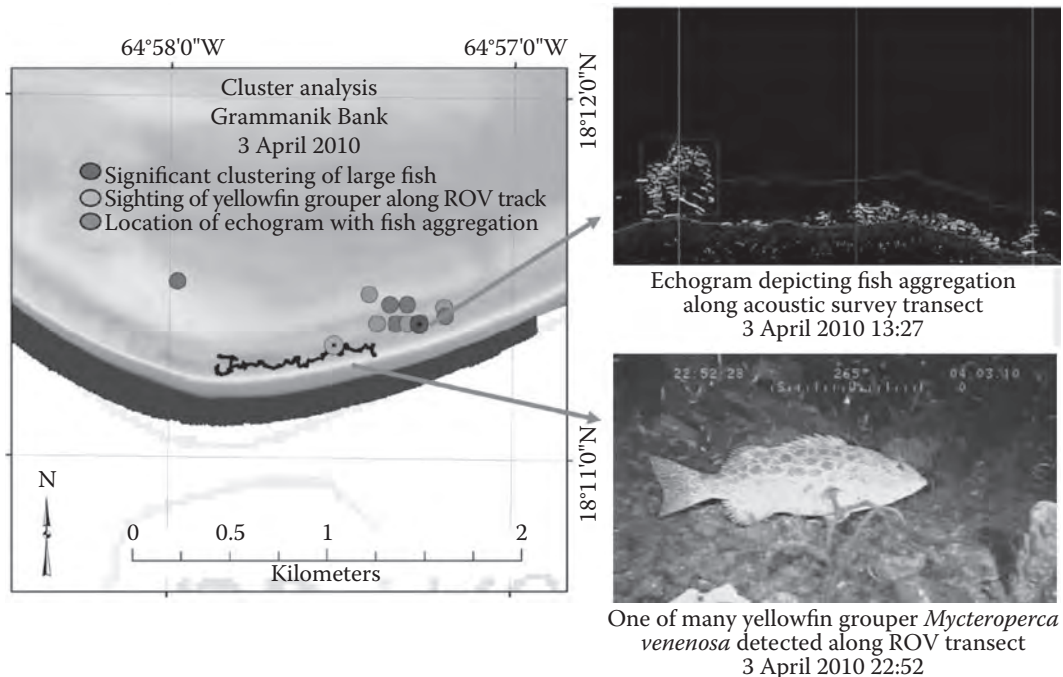 64°58'0"W
64°57'0"W
18°12'0"N
18°11'0"N
Cluster analysis
Grammanik Bank
3 April 2010
Significant clustering of large fish
Sighting of yellowfin grouper along ROV track
Location of echogram with fish aggregation
N
0 0.5 1 2
Kilometers
Echogram depicting fish aggregation
along acoustic survey transect
3 April 2010 13:27
22:52:28 265° 04.03.10
S W 0
One of many yellowfin grouper Mycteroperca
venenosa detected along ROV transect
3 April 2010 22:52